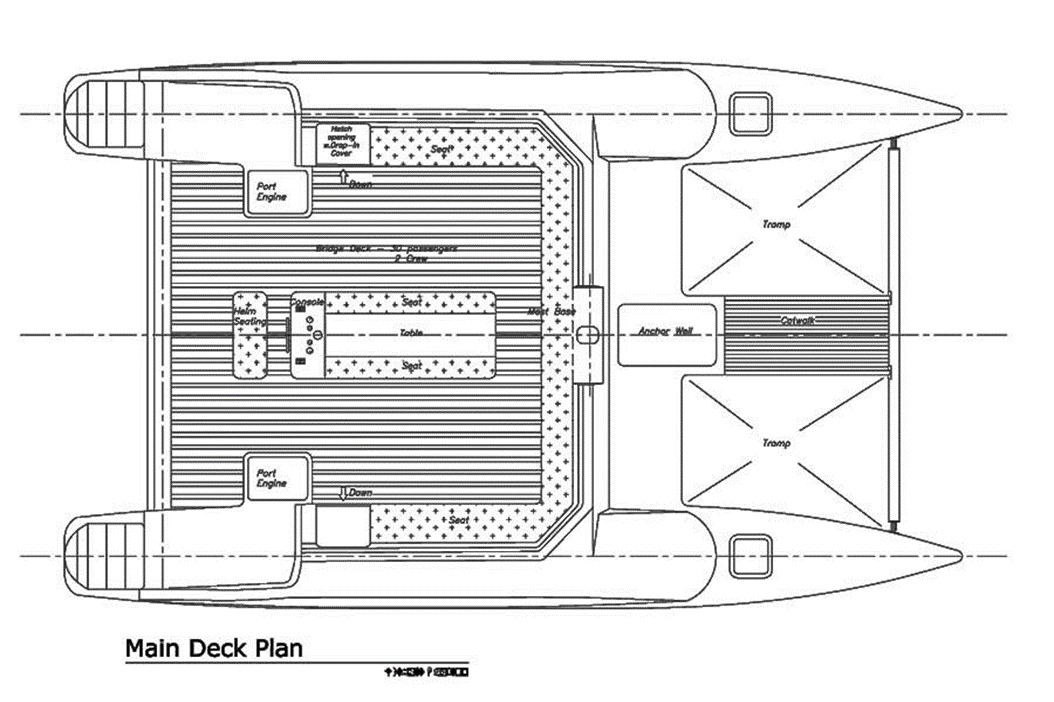 Hatch
opening
w.Drop-in
Cover
Seat
Down
Port
Engine
Bridge Deck - 30 passengers
2 Crew
Helm
Seating
Console
Seat
Table
Seat
Mast Base
Anchor Well
Catwalk
Tramp
Tramp
Port
Engine
Down
Seat
Main Deck Plan